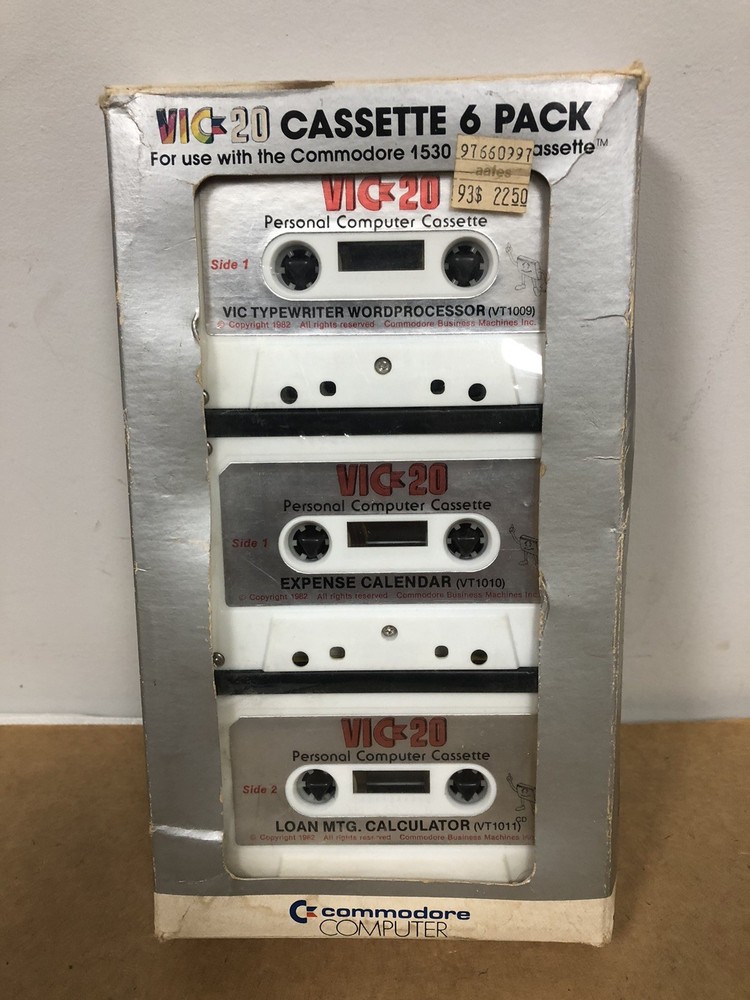 VIC-20 CASSETTE 6 PACK
For use with the Commodore 1530 assette™
97660997
aafes
93$ 2250
VIC-20
Personal Computer Cassette
Side 1
VIC TYPEWRITER WORDPROCESSOR (VT1009)
© Copyright 1982 All rights reserved Commodore Business Machines Inc.
VIC-20
Personal Computer Cassette
Side 1
EXPENSE CALENDAR (VT1010)
© Copyright 1982 All rights reserved Commodore Business Machines Inc
VIC-20
Personal Computer Cassette
Side 2
LOAN MTG. CALCULATOR (VT1011)
© Copyright 1982 All rights reserved Commodore Business Machines Inc
commodore
COMPUTER